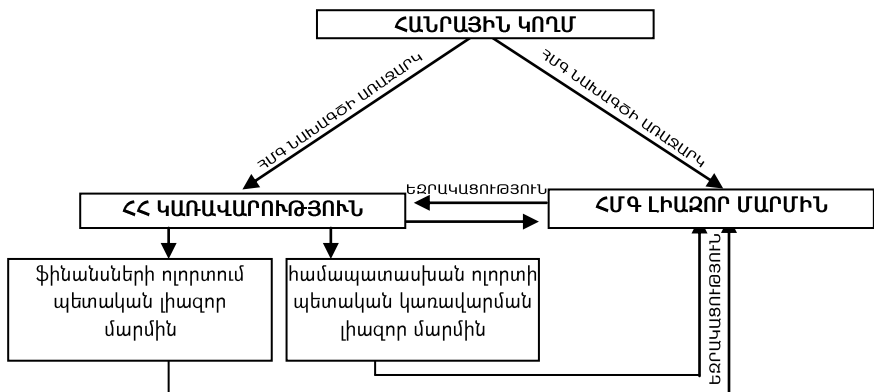 ՀԱՆՐԱՅԻՆ ԿՈՂՄ
ՀՄԳ ՆԱԽԱԳԾԻ ԱՌԱՋԱՐԿ
ՀՄԳ ՆԱԽԱԳԾԻ ԱՌԱՋԱՐԿ
ԵԶՐԱԿԱՑՈՒԹՅՈՒՆ
ՀՀ ԿԱՌԱՎԱՐՈՒԹՅՈՒՆ
ՀՄԳ ԼԻԱԶՈՐ ՄԱՐՄԻՆ
ֆինանսների ոլորտում
պետական լիազոր
մարմին
համապատասխան ոլորտի
պետական կառավարման
լիազոր մարմին
ԵԶՐԱԿԱՑՈՒԹՅՈՒՆ